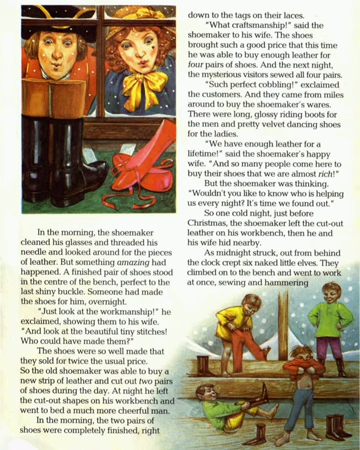 In the morning, the shoemaker
cleaned his glasses and threaded his
needle and looked around for the pieces
of leather. But something amazing had
happened. A finished pair of shoes stood
in the centre of the bench, perfect to the
last shiny buckle. Someone had made
the shoes for him, overnight.
"Just look at the workmanship!" he
exclaimed, showing them to his wife.
"And look at the beautiful tiny stitches!
Who could have made them?"
The shoes were so well made that
they sold for twice the usual price.
So the old shoemaker was able to buy a
new strip of leather and cut out two pairs
of shoes during the day. At night he left
the cut-out shapes on his workbench and
went to bed a much more cheerful man.
In the morning, the two pairs of
shoes were completely finished, right
down to the tags on their laces.
"What craftsmanship!" said the
shoemaker to his wife. The shoes
brought such a good price that this time
he was able to buy enough leather for
four pairs of shoes. And the next night,
the mysterious visitors sewed all four pairs.
"Such perfect cobbling!" exclaimed
the customers. And they came from miles
around to buy the shoemaker's wares.
There were long, glossy riding boots for
the men and pretty velvet dancing shoes
for the ladies.
"We have enough leather for a
lifetime!" said the shoemaker's happy
wife. "And so many people come here to
buy their shoes that we are almost rich!"
But the shoemaker was thinking.
"Wouldn't you like to know who is helping
us every night? It's time we found out."
So one cold night, just before
Christmas, the shoemaker left the cut-out
leather on his workbench, then he and
his wife hid nearby.
As midnight struck, out from behind
the clock crept six naked little elves. They
climbed on to the bench and went to work
at once, sewing and hammering